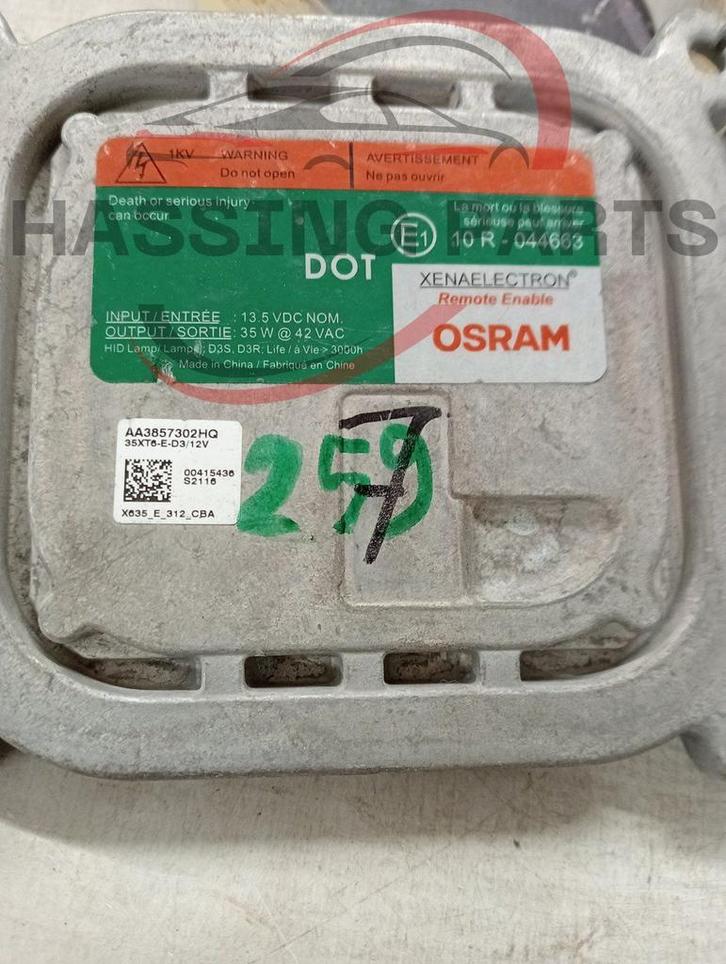 1KV WARNING
Do not open
AVERTISSEMENT
Ne pas ouvrir
Death or serious injury
can occur
La mort ou la blessure
sérieuse peut arriver
HASSING PARTS
E1 10 R - 044663
DOT
XENAELECTRON®
Remote Enable
OSRAM
INPUT/ENTRÉE : 13.5 VDC NOM.
OUTPUT/SORTIE: 35 W @ 42 VAC
HID Lamp/ Lampe: D3S, D3R; Life / à Vie > 3000h
Made in China / Fabriqué en Chine
AA3857302HQ
35XT6-E-D3/12V
00415436
S2116
X635_E_312_CBA
259
7